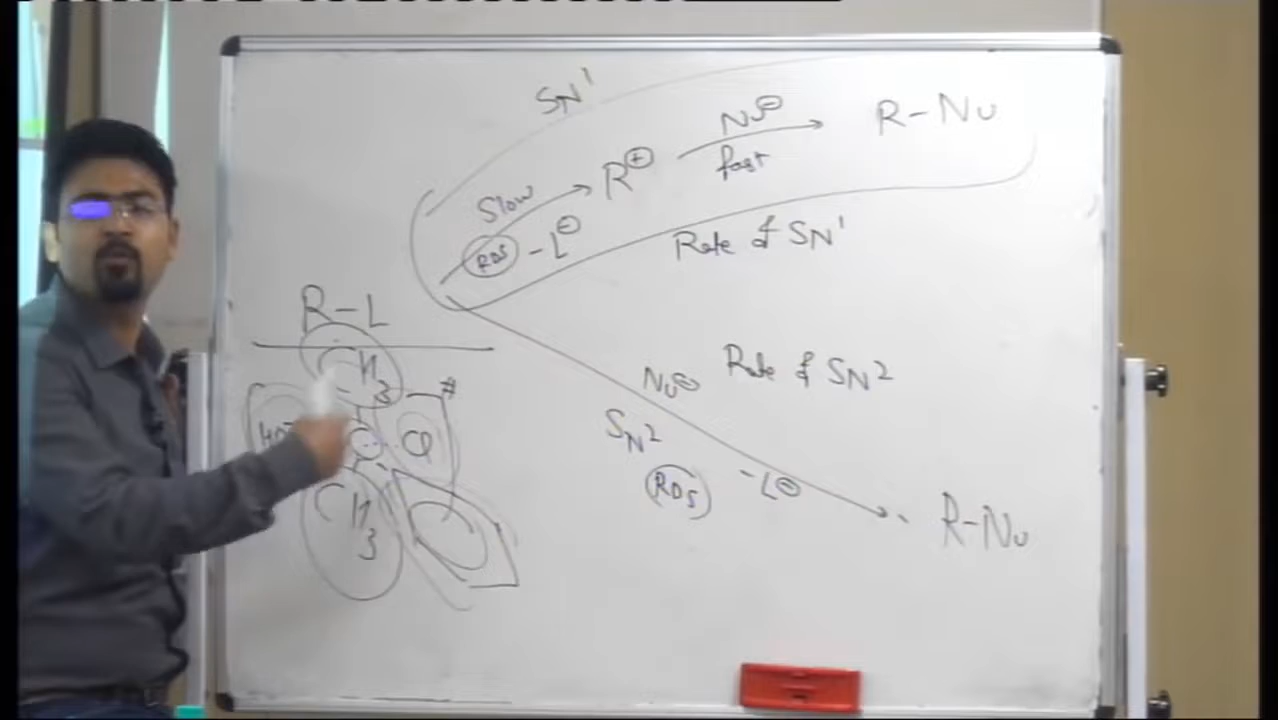 SN1
Nu⊖
R-Nu
Slow
R⊕
fast
RDS
-L⊖
Rate of SN1
R-L
CH3
#
Nu⊖
Rate of SN2
C
Cl
SN2
RDS
-L⊖
CH3
R-Nu